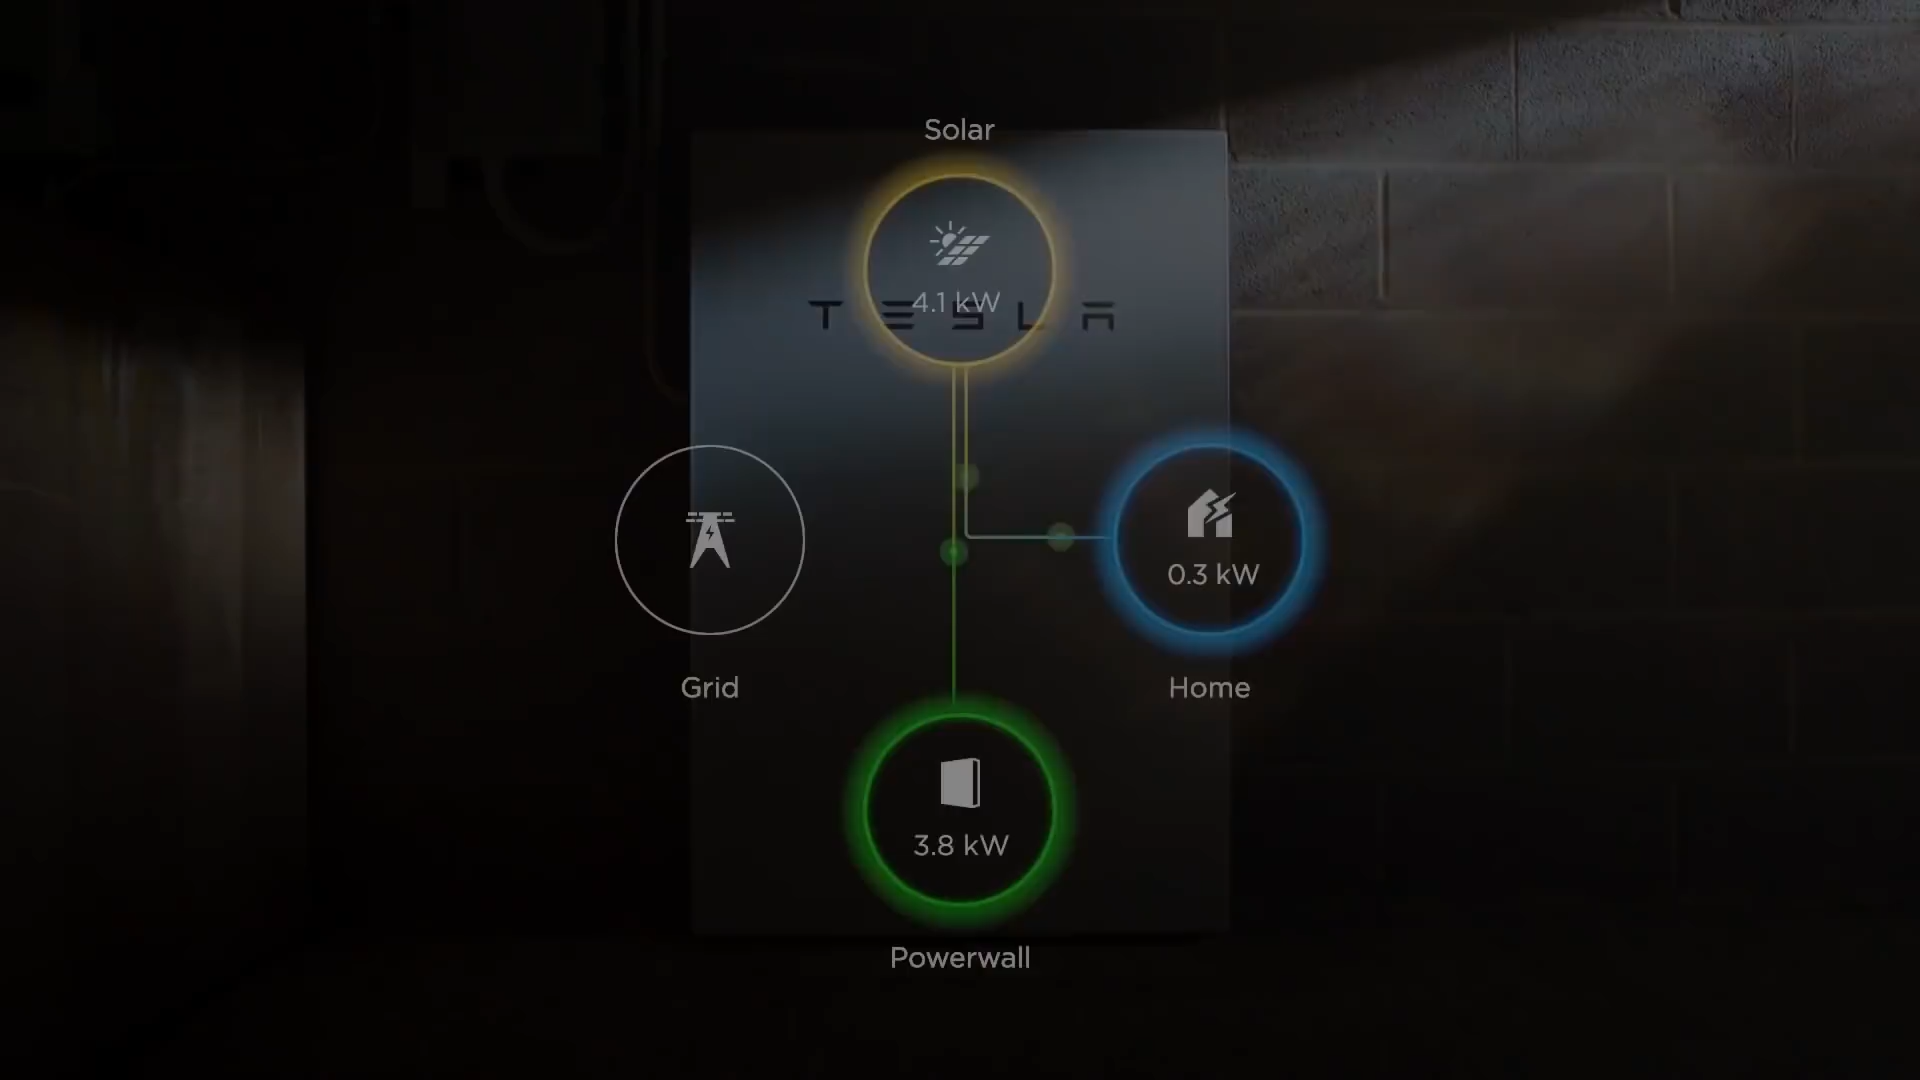 Solar
4.1 kW
TESLA
0.3 kW
Grid
Home
3.8 kW
Powerwall